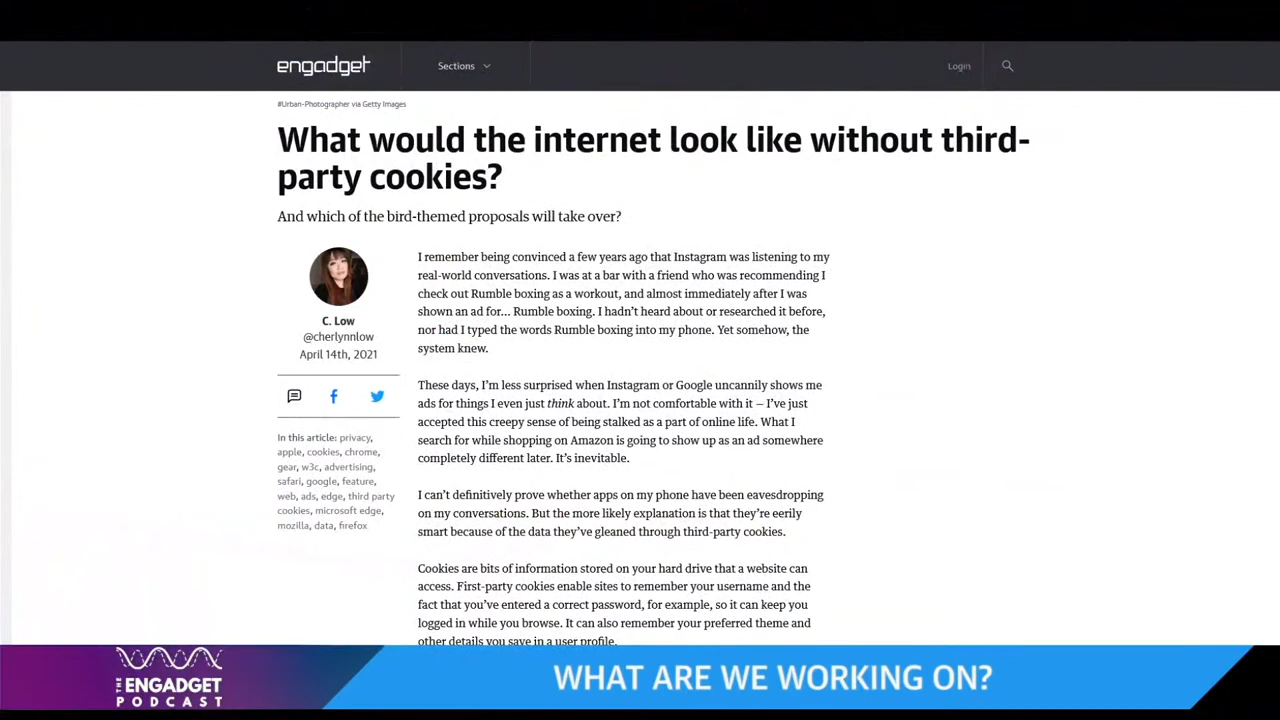 engadget
Sections
Login
#Urban-Photographer via Getty Images
What would the internet look like without third-
party cookies?
And which of the bird-themed proposals will take over?
C. Low
@cherlynnlow
April 14th, 2021
In this article: privacy,
apple, cookies, chrome,
gear, w3c, advertising,
safari, google, feature,
web, ads, edge, third party
cookies, microsoft edge,
mozilla, data, firefox
I remember being convinced a few years ago that Instagram was listening to my
real-world conversations. I was at a bar with a friend who was recommending I
check out Rumble boxing as a workout, and almost immediately after I was
shown an ad for... Rumble boxing. I hadn’t heard about or researched it before,
nor had I typed the words Rumble boxing into my phone. Yet somehow, the
system knew.
These days, I’m less surprised when Instagram or Google uncannily shows me
ads for things I even just think about. I’m not comfortable with it — I’ve just
accepted this creepy sense of being stalked as a part of online life. What I
search for while shopping on Amazon is going to show up as an ad somewhere
completely different later. It’s inevitable.
I can’t definitively prove whether apps on my phone have been eavesdropping
on my conversations. But the more likely explanation is that they’re eerily
smart because of the data they’ve gleaned through third-party cookies.
Cookies are bits of information stored on your hard drive that a website can
access. First-party cookies enable sites to remember your username and the
fact that you’ve entered a correct password, for example, so it can keep you
logged in while you browse. It can also remember your preferred theme and
other details you save in a user profile.
THE
ENGADGET
PODCAST
WHAT ARE WE WORKING ON?